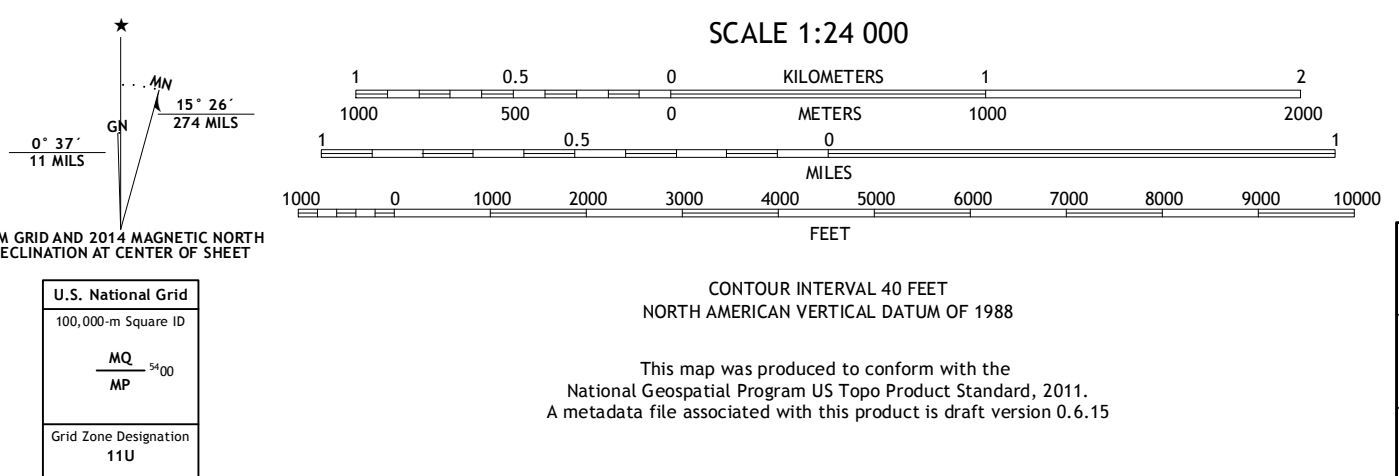 SCALE 1:24 000
★
MN
15° 26´
274 MILS
GN
0° 37´
11 MILS
M GRID AND 2014 MAGNETIC NORTH
ECLINATION AT CENTER OF SHEET
U.S. National Grid
100,000-m Square ID
MQ
5400
MP
Grid Zone Designation
11U
1 0.5 0 KILOMETERS 1 2
1000 500 0 METERS 1000 2000
1 0.5 0 1
MILES
1000 0 1000 2000 3000 4000 5000 6000 7000 8000 9000 10000
FEET
CONTOUR INTERVAL 40 FEET
NORTH AMERICAN VERTICAL DATUM OF 1988
This map was produced to conform with the
National Geospatial Program US Topo Product Standard, 2011.
A metadata file associated with this product is draft version 0.6.15